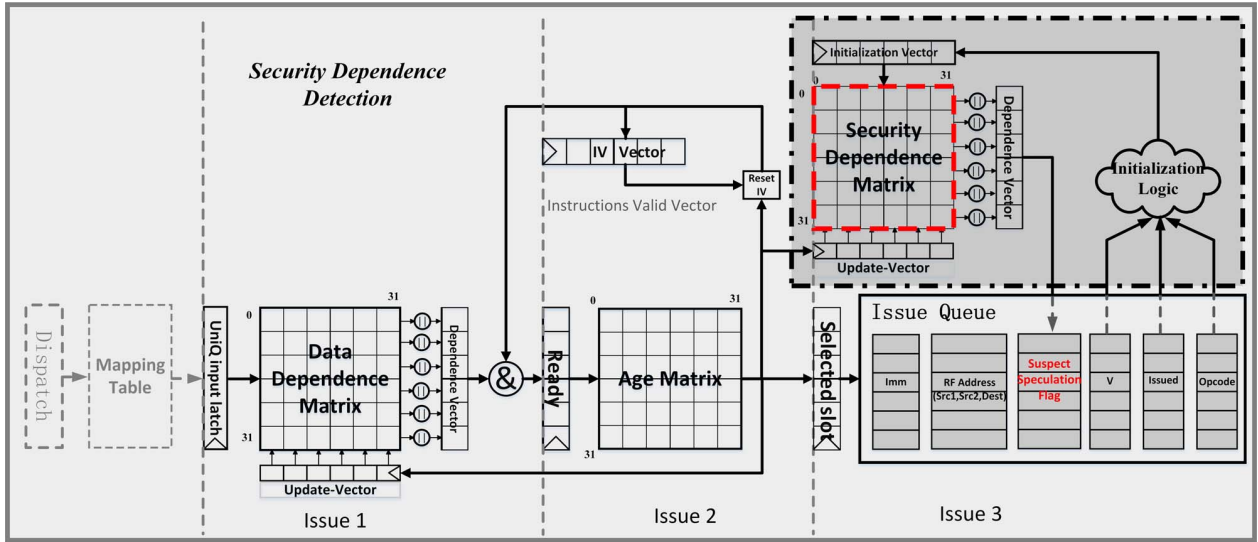 Security Dependence
Detection
Initialization Vector
0
31
0
Security
Dependence
Matrix
31
Dependence Vector
Update-Vector
Initialization
Logic
IV Vector
Reset
IV
Instructions Valid Vector
Dispatch
Mapping
Table
UniQ input latch
31
0
Data
Dependence
Matrix
31
Dependence Vector
Update-Vector
&
Ready
0
31
Age Matrix
31
Selected slot
Issue Queue
Imm
RF Address
(Src1,Src2,Dest)
Suspect
Speculation
Flag
V
Issued
Opcode
Issue 1
Issue 2
Issue 3